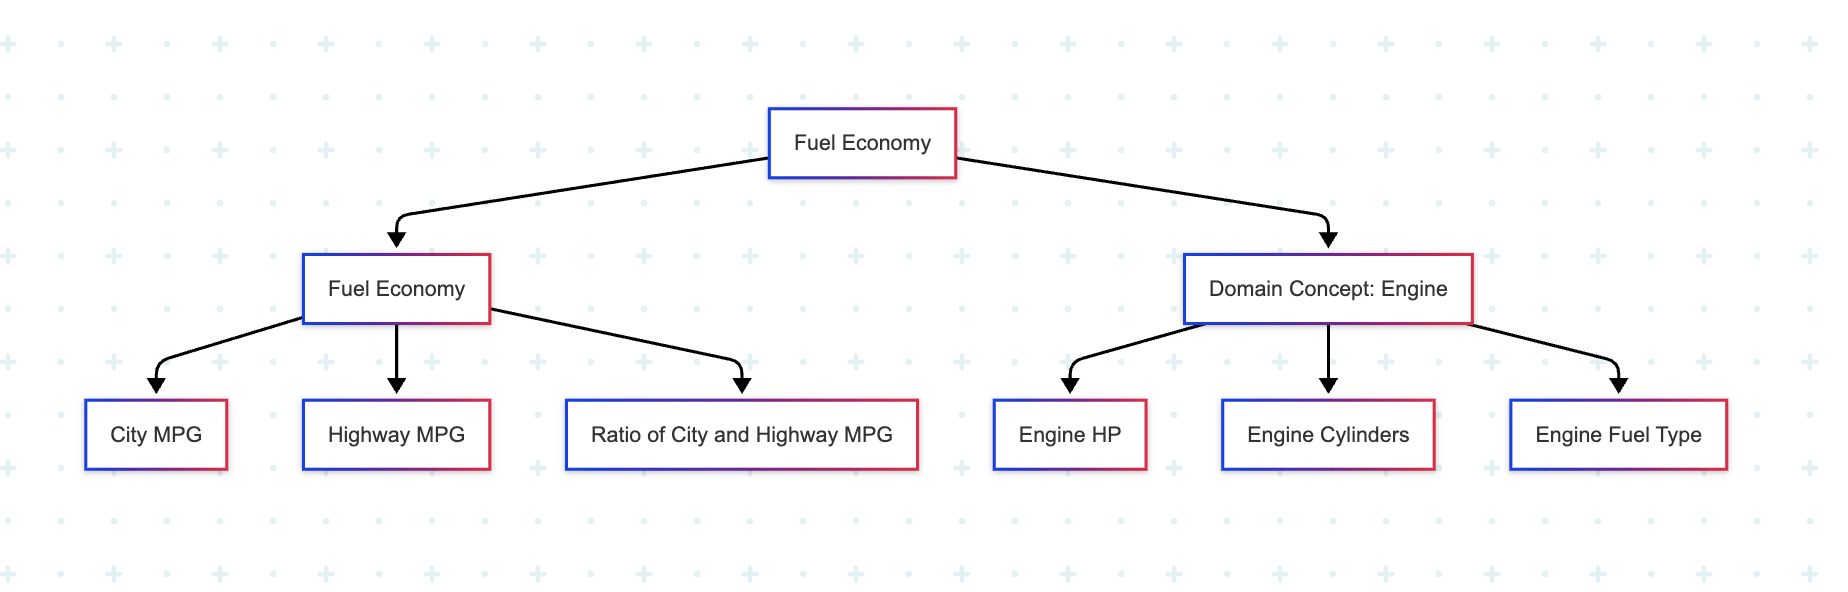 Fuel Economy
Fuel Economy
Domain Concept: Engine
City MPG
Highway MPG
Ratio of City and Highway MPG
Engine HP
Engine Cylinders
Engine Fuel Type